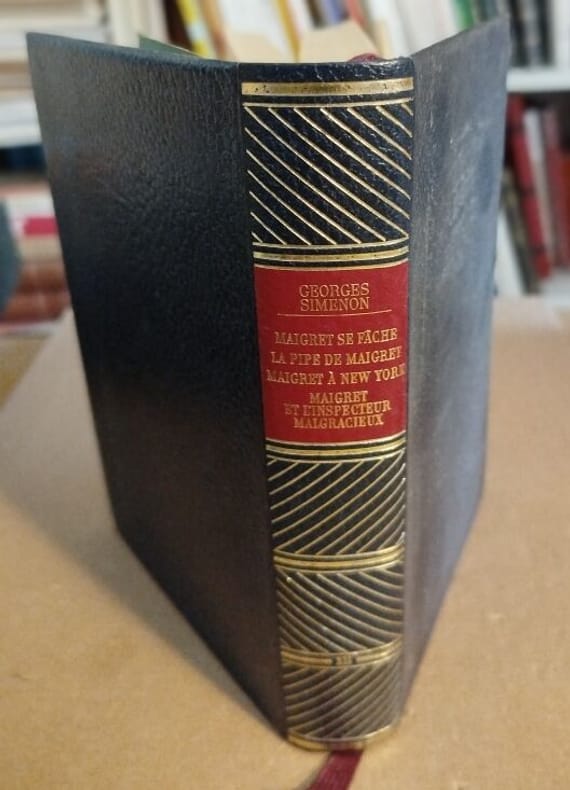 GEORGES
SIMENON
MAIGRET SE FÂCHE
LA PIPE DE MAIGRET
MAIGRET À NEW YORK
MAIGRET
ET L'INSPECTEUR
MALGRACIEUX